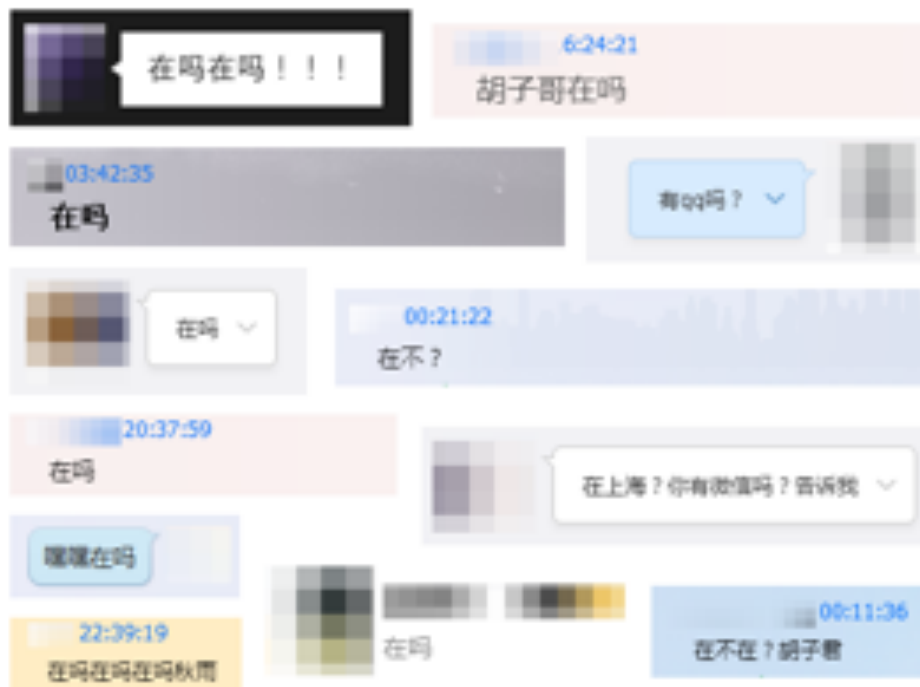 在吗在吗！！！
6:24:21
胡子哥在吗
03:42:35
在吗
有qq吗？
在吗
00:21:22
在不？
20:37:59
在吗
在上海？你有微信吗？告诉我
嘿嘿在吗
22:39:19
在吗在吗在吗秋雨
在吗
00:11:36
在不在？胡子君